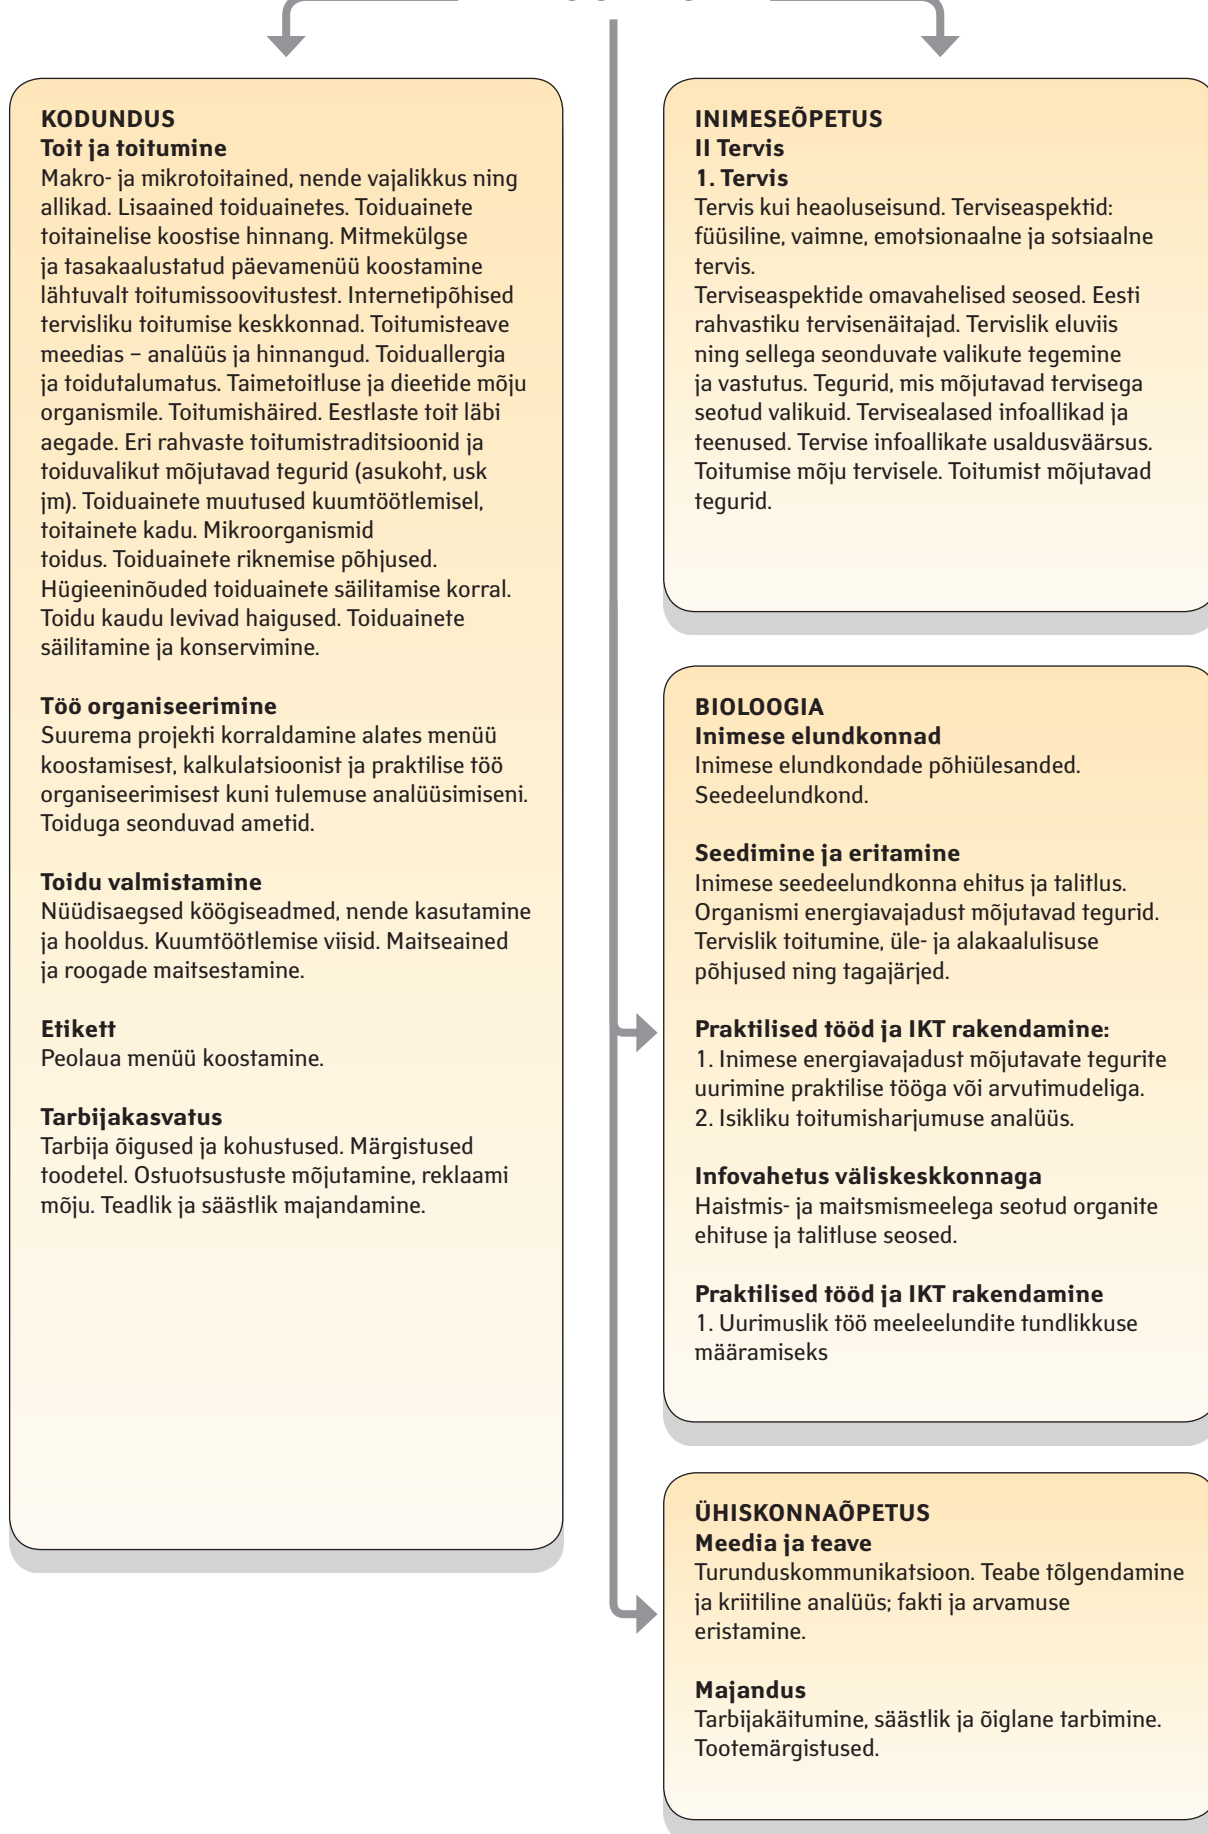 KODUNDUS
Toit ja toitumine
Makro- ja mikrotoitained, nende vajalikkus ning
allikad. Lisaained toiduainetes. Toiduainete
toitainelise koostise hinnang. Mitmekülgse
ja tasakaalustatud päevamenüü koostamine
lähtuvalt toitumissoovitustest. Internetipõhised
tervisliku toitumise keskkonnad. Toitumisteave
meedias – analüüs ja hinnangud. Toiduallergia
ja toidutalumatus. Taimetoitluse ja dieetide mõju
organismile. Toitumishäired. Eestlaste toit läbi
aegade. Eri rahvaste toitumistraditsioonid ja
toiduvalikut mõjutavad tegurid (asukoht, usk
jm). Toiduainete muutused kuumtöötlemisel,
toitainete kadu. Mikroorganismid
toidus. Toiduainete riknemise põhjused.
Hügieeninõuded toiduainete säilitamise korral.
Toidu kaudu levivad haigused. Toiduainete
säilitamine ja konservimine.
Töö organiseerimine
Suurema projekti korraldamine alates menüü
koostamisest, kalkulatsioonist ja praktilise töö
organiseerimisest kuni tulemuse analüüsimiseni.
Toiduga seonduvad ametid.
Toidu valmistamine
Nüüdisaegsed köögiseadmed, nende kasutamine
ja hooldus. Kuumtöötlemise viisid. Maitseained
ja roogade maitsestamine.
Etikett
Peolaua menüü koostamine.
Tarbijakasvatus
Tarbija õigused ja kohustused. Märgistused
toodetel. Ostuotsustuste mõjutamine, reklaami
mõju. Teadlik ja säästlik majandamine.
INIMESEÕPETUS
II Tervis
1. Tervis
Tervis kui heaoluseisund. Terviseaspektid:
füüsiline, vaimne, emotsionaalne ja sotsiaalne
tervis.
Terviseaspektide omavahelised seosed. Eesti
rahvastiku tervisenäitajad. Tervislik eluviis
ning sellega seonduvate valikute tegemine
ja vastutus. Tegurid, mis mõjutavad tervisega
seotud valikuid. Tervisealased infoallikad ja
teenused. Tervise infoallikate usaldusväärsus.
Toitumise mõju tervisele. Toitumist mõjutavad
tegurid.
BIOLOOGIA
Inimese elundkonnad
Inimese elundkondade põhiülesanded.
Seedeelundkond.
Seedimine ja eritamine
Inimese seedeelundkonna ehitus ja talitlus.
Organismi energiavajadust mõjutavad tegurid.
Tervislik toitumine, üle- ja alakaalulisuse
põhjused ning tagajärjed.
Praktilised tööd ja IKT rakendamine:
1. Inimese energiavajadust mõjutavate tegurite
uurimine praktilise tööga või arvutimudeliga.
2. Isikliku toitumisharjumuse analüüs.
Infovahetus väliskeskkonnaga
Haistmis- ja maitsmismeelega seotud organite
ehituse ja talitluse seosed.
Praktilised tööd ja IKT rakendamine
1. Uurimuslik töö meeleelundite tundlikkuse
määramiseks
ÜHISKONNAÕPETUS
Meedia ja teave
Turunduskommunikatsioon. Teabe tõlgendamine
ja kriitiline analüüs; fakti ja arvamuse
eristamine.
Majandus
Tarbijakäitumine, säästlik ja õiglane tarbimine.
Tootemärgistused.